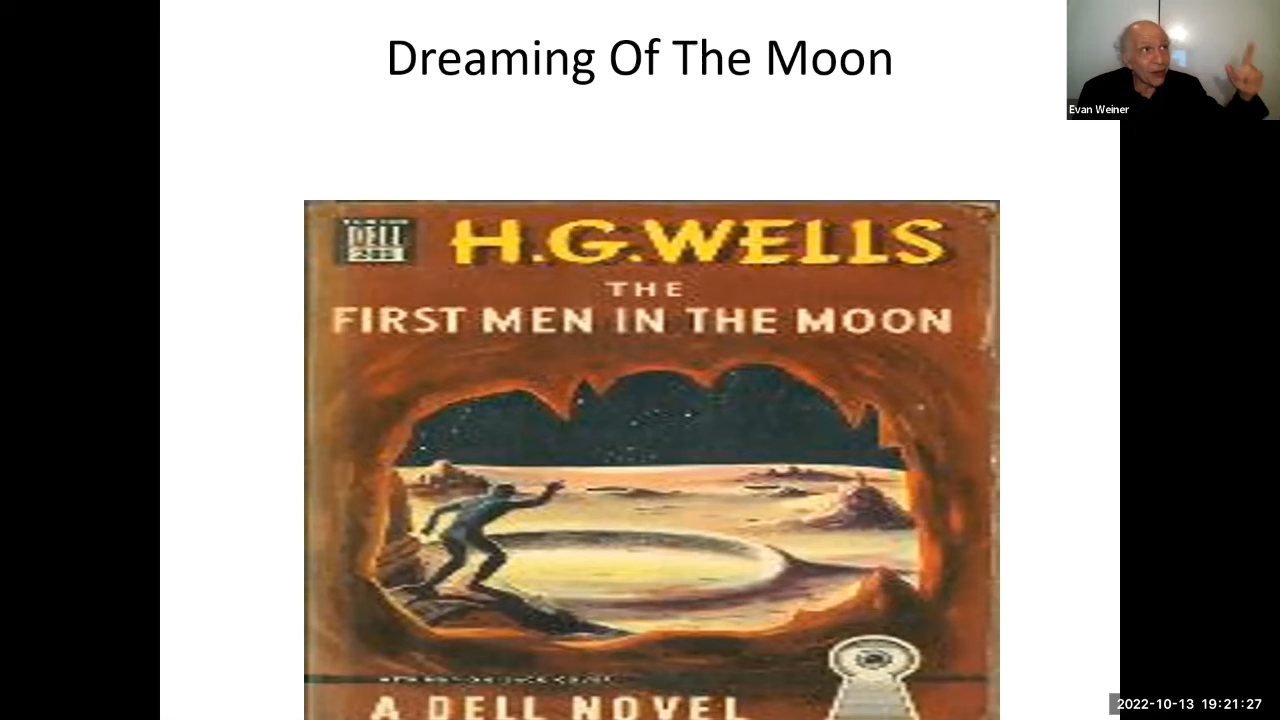 Dreaming Of The Moon
Evan Weiner
DELL
H.G.WELLS
THE
FIRST MEN IN THE MOON
A DELL NOVEL
2022-10-13 19:21:27